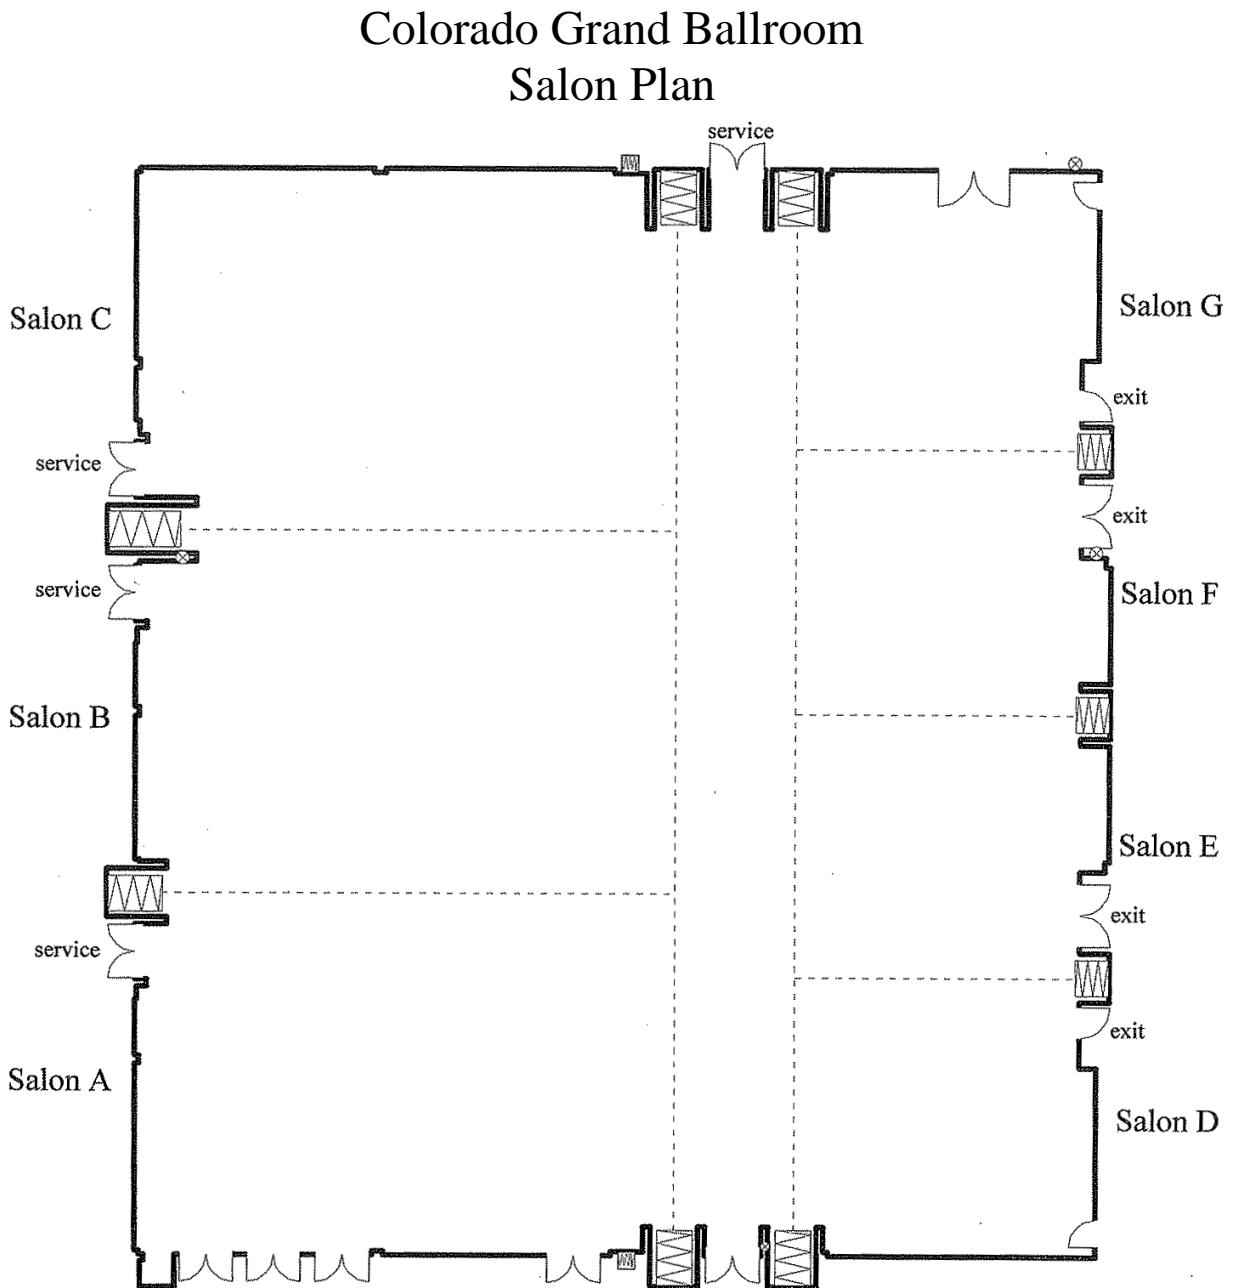 Colorado Grand Ballroom
Salon Plan
service
Salon C
Salon G
exit
service
exit
service
Salon F
Salon B
Salon E
exit
service
exit
Salon A
Salon D